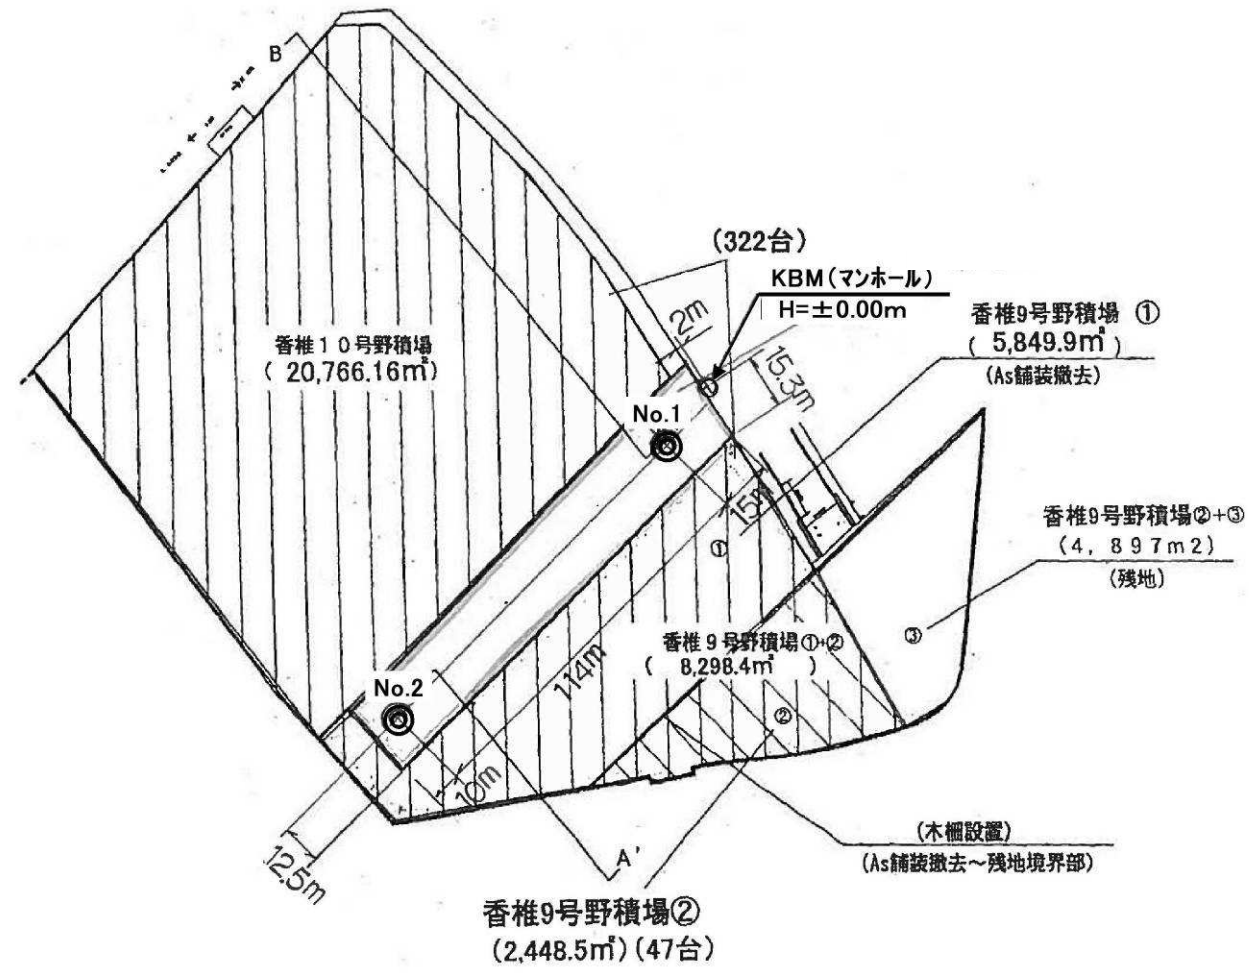 B
(322台)
KBM(マンホール)
H=±0.00m
2m
香椎9号野積場 ①
( 5,849.9㎡ )
(As舗装撤去)
15.3m
香椎10号野積場
( 20,766.16㎡)
No.1
15m
①
香椎9号野積場②+③
(4, 897m2)
(残地)
③
香椎9号野積場①+②
( 8,298.4㎡ )
114m
No.2
②
10m
12.5m
A'
(木柵設置)
(As舗装撤去～残地境界部)
香椎9号野積場②
(2,448.5㎡)(47台)